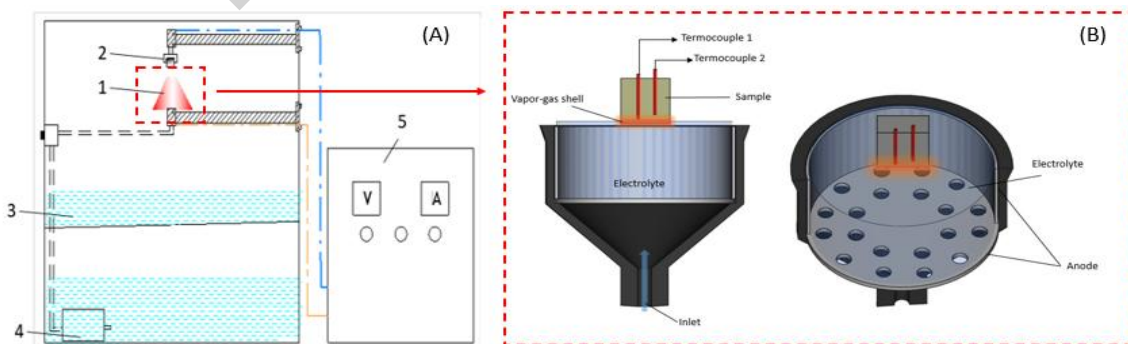 (A)
2
1
5
V
A
3
4
(B)
Termocouple 1
Termocouple 2
Vapor-gas shell
Sample
Electrolyte
Inlet
Electrolyte
Anode